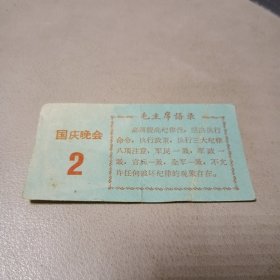 国庆晚会
2
毛主席语录
必须提高纪律性，坚决执行
命令，执行政策，执行三大纪律
八项注意，军民一致，军政一
致，官兵一致，全军一致，不允
许任何破坏纪律的现象存在。